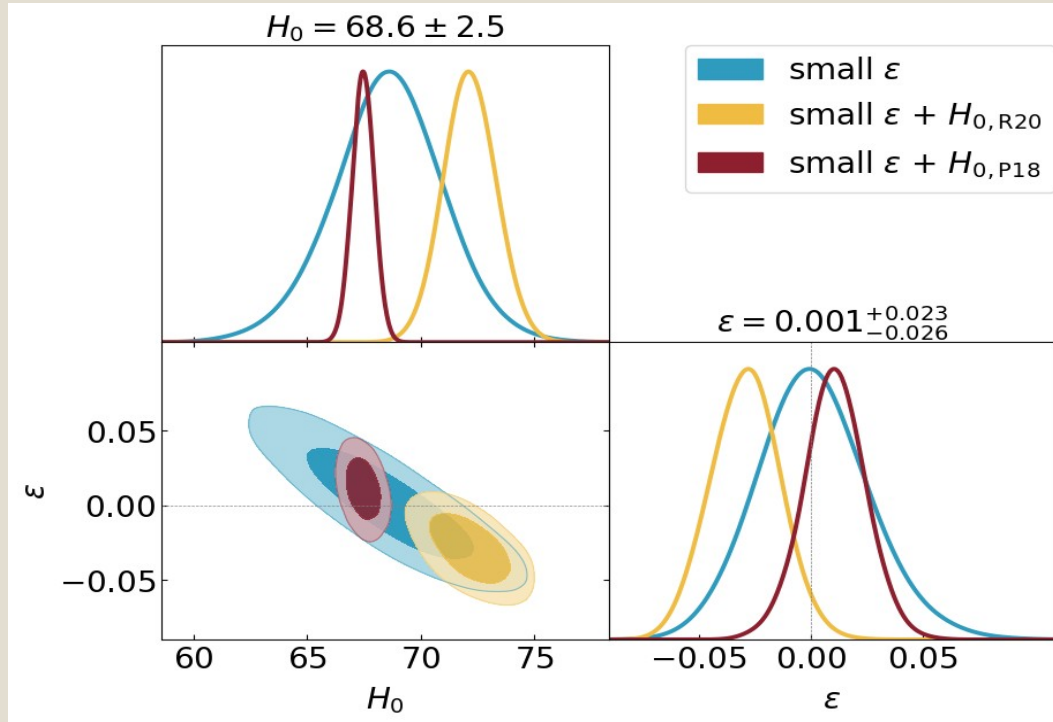 H₀ = 68.6 ± 2.5
small ε
small ε + H₀,R20
small ε + H₀,P18
ε = 0.001⁺⁰·⁰²³₋₀.₀₂₆
0.05
0.00
−0.05
ε
60 65 70 75
H₀
−0.05 0.00 0.05
ε